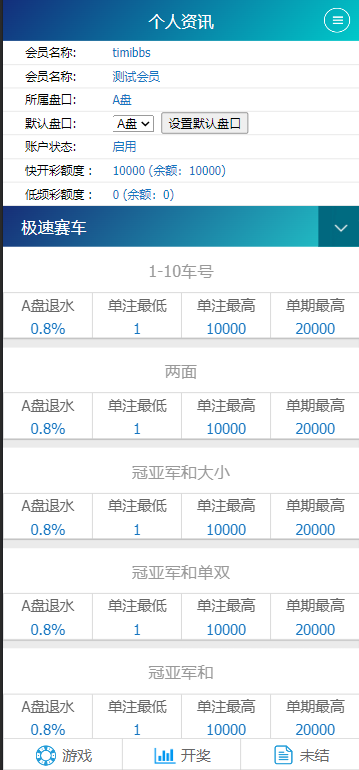 个人资讯
会员名称: timibbs
会员名称: 测试会员
所属盘口: A盘
默认盘口: A盘 设置默认盘口
账户状态: 启用
快开彩额度： 10000 (余额：10000)
低频彩额度： 0 (余额：0)
极速赛车
1-10车号
A盘退水 单注最低 单注最高 单期最高
0.8% 1 10000 20000
两面
A盘退水 单注最低 单注最高 单期最高
0.8% 1 10000 20000
冠亚军和大小
A盘退水 单注最低 单注最高 单期最高
0.8% 1 10000 20000
冠亚军和单双
A盘退水 单注最低 单注最高 单期最高
0.8% 1 10000 20000
冠亚军和
A盘退水 单注最低 单注最高 单期最高
0.8% 1 10000 20000
游戏 开奖 未结